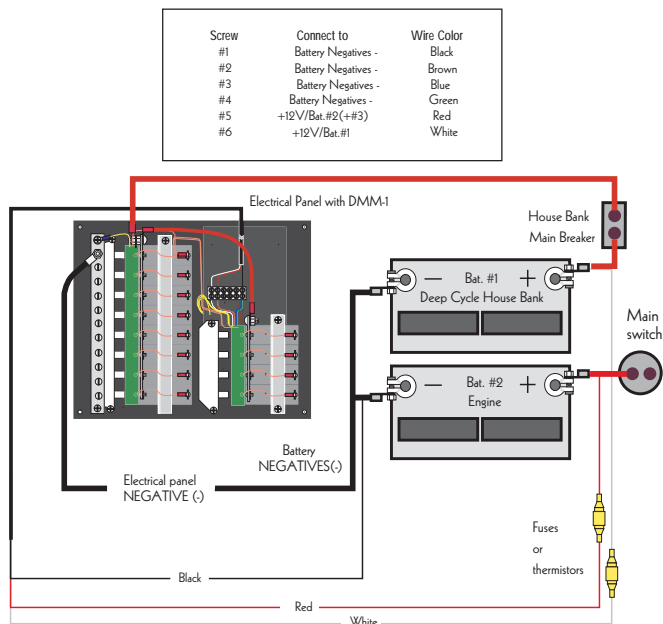 Screw Connect to Wire Color
#1 Battery Negatives - Black
#2 Battery Negatives - Brown
#3 Battery Negatives - Blue
#4 Battery Negatives - Green
#5 +12V/Bat.#2(+#3) Red
#6 +12V/Bat.#1 White
Electrical Panel with DMM-1
House Bank
Main Breaker
— Bat. #1 +
Deep Cycle House Bank
Main
switch
— Bat. #2 +
Engine
Battery
NEGATIVES(-)
Electrical panel
NEGATIVE (-)
Fuses
or
thermistors
Black
Red
White